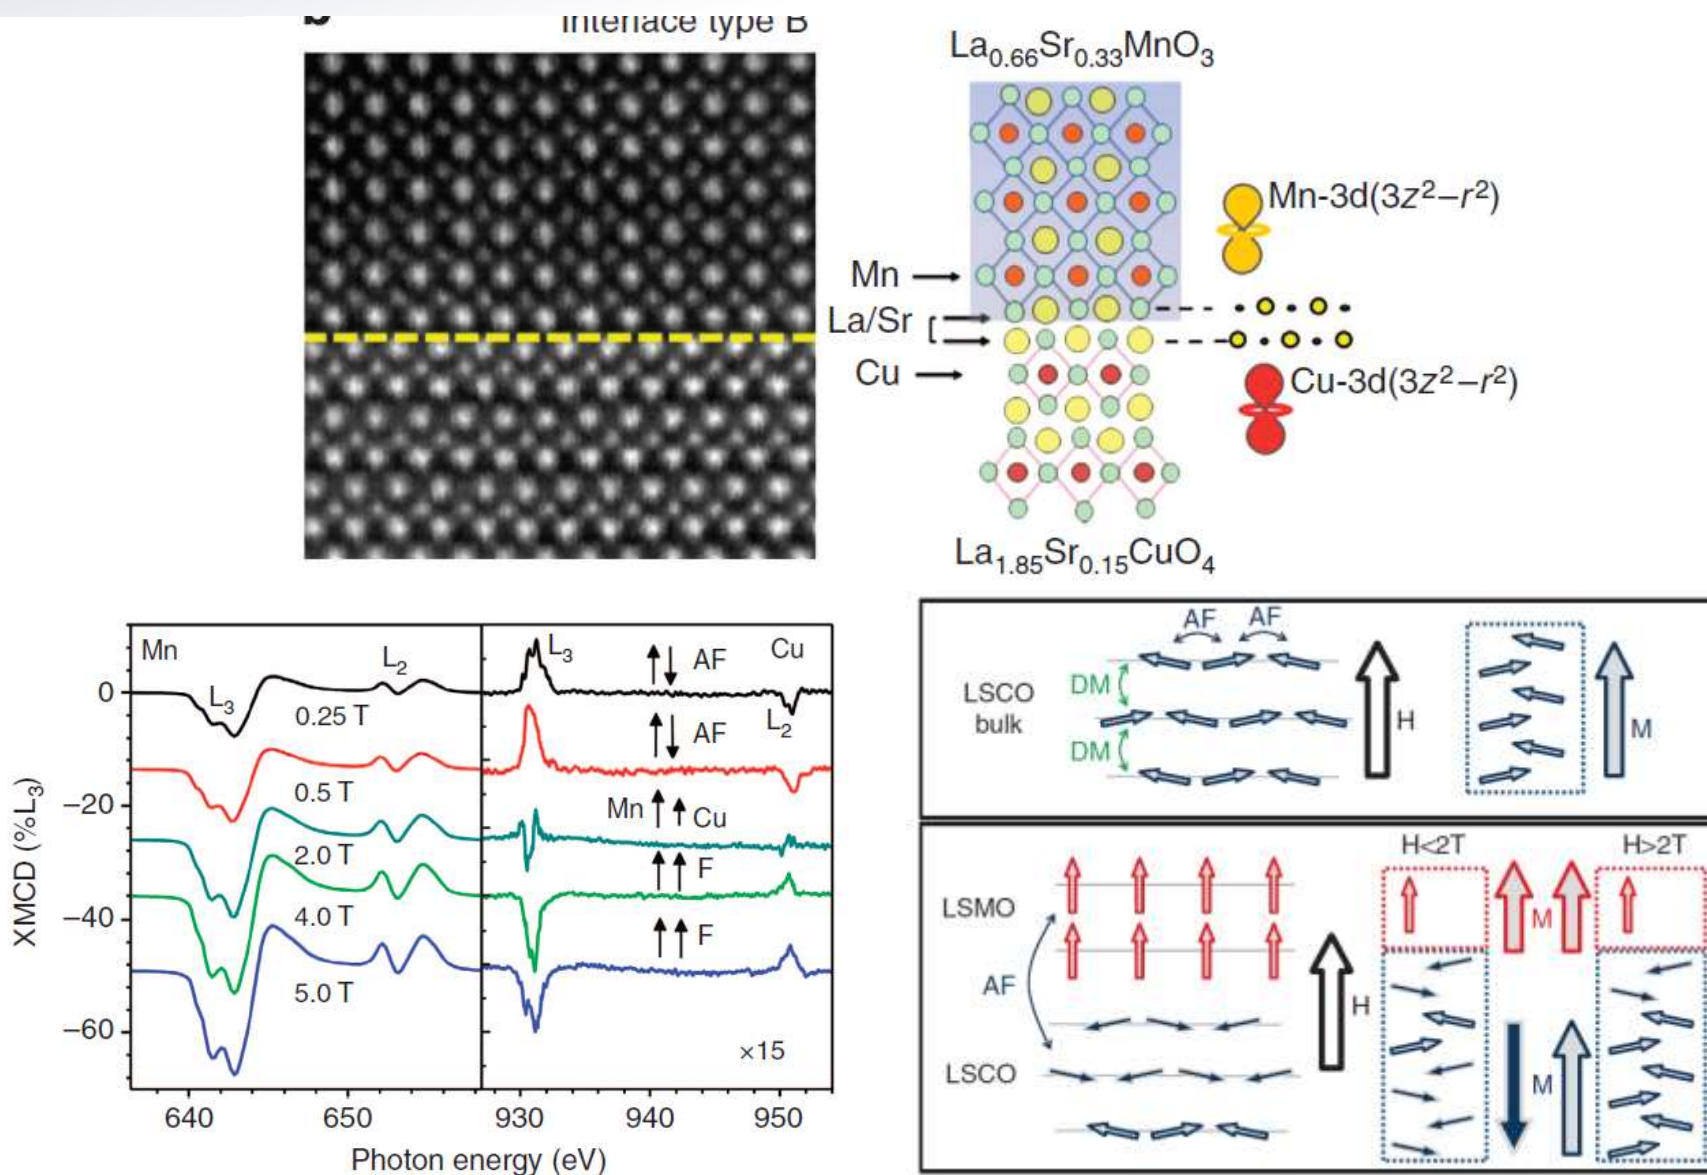 b
Interface type B
La0.66Sr0.33MnO3
Mn-3d(3z²−r²)
Mn
La/Sr
Cu
Cu-3d(3z²−r²)
La1.85Sr0.15CuO4
XMCD (%L3)
0
−20
−40
−60
Mn
L3
L2
0.25 T
0.5 T
2.0 T
4.0 T
5.0 T
L3
AF
Cu
L2
AF
Mn
Cu
F
F
×15
640
650
930
940
950
Photon energy (eV)
AF
AF
LSCO
bulk
DM
DM
H
M
LSMO
AF
LSCO
H
H<2T
H>2T
M
M